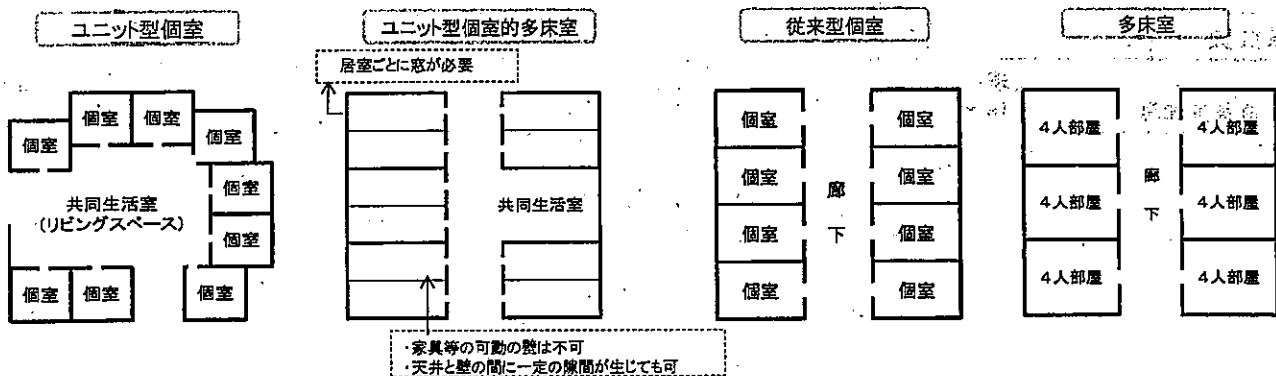 ユニット型個室
ユニット型個室的多床室
従来型個室
多床室
居室ごとに窓が必要
個室
個室
個室
個室
個室
個室
個室
個室
個室
共同生活室
(リビングスペース)
共同生活室
・家具等の可動の壁は不可
・天井と壁の間に一定の隙間が生じても可
個室
個室
個室
個室
個室
個室
個室
個室
廊
下
4人部屋
4人部屋
4人部屋
4人部屋
4人部屋
4人部屋
廊
下